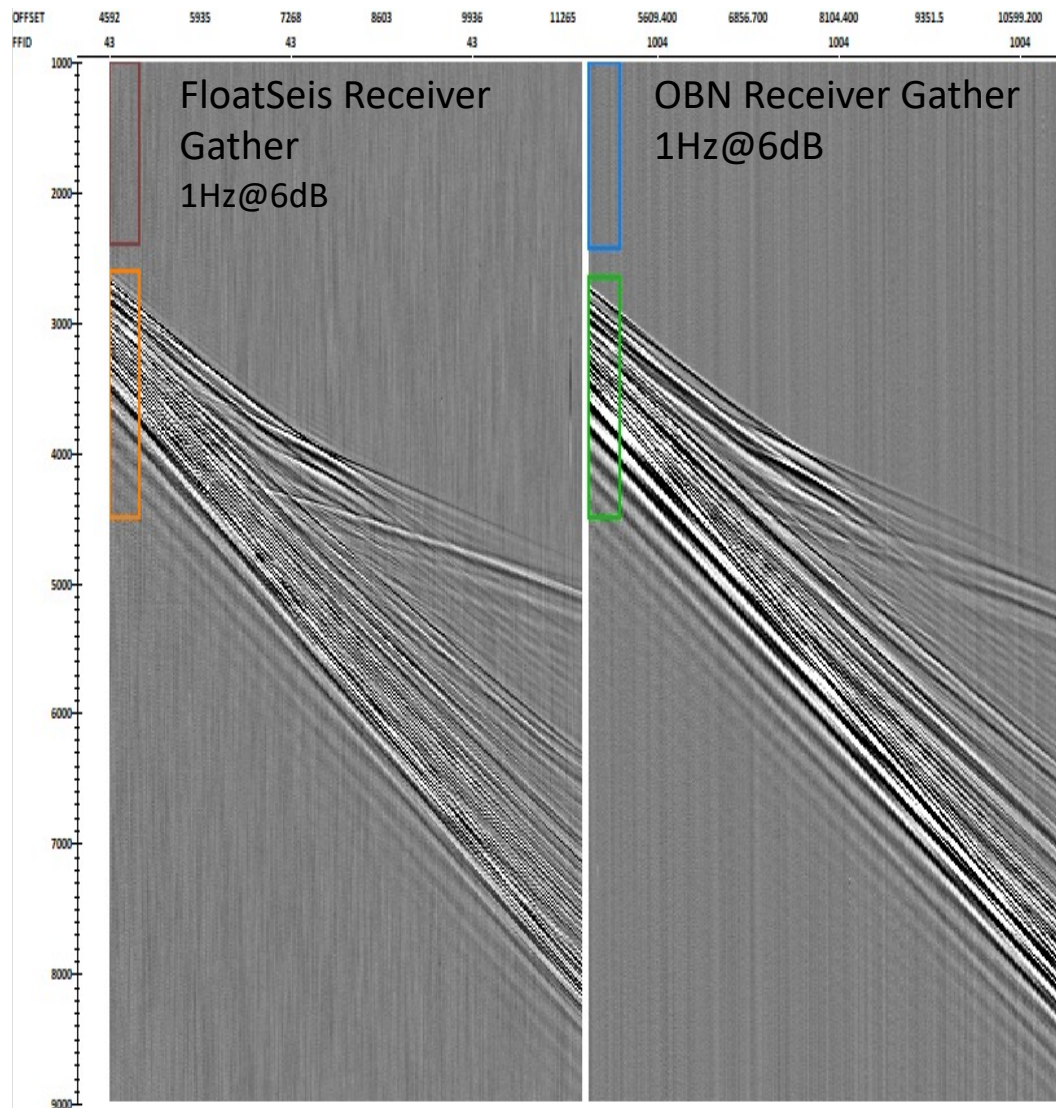 OFFSET 4592 5935 7268 8603 9936 11265 5609.400 6856.700 8104.400 9351.5 10599.200
FFID 43 43 43 1004 1004 1004
FloatSeis Receiver
Gather
1Hz@6dB
OBN Receiver Gather
1Hz@6dB
1000
2000
3000
4000
5000
6000
7000
8000
9000